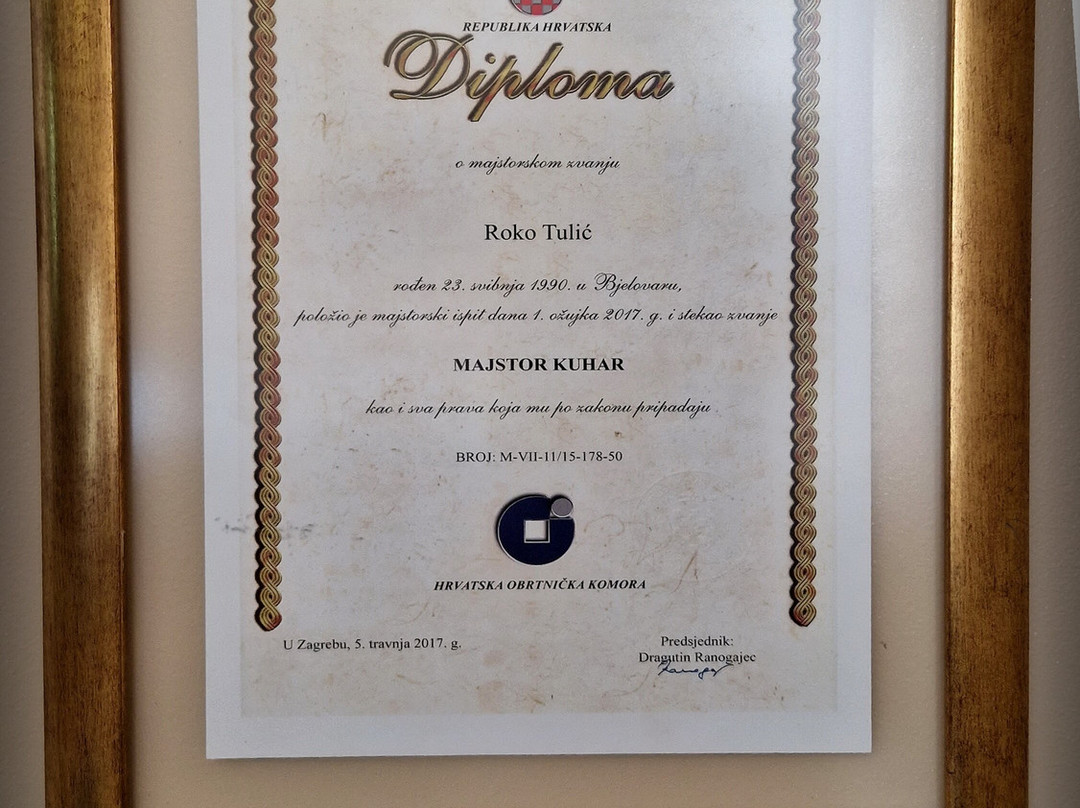 REPUBLIKA HRVATSKA
Diploma
o majstorskom zvanju
Roko Tulić
rođen 23. svibnja 1990. u Bjelovaru,
položio je majstorski ispit dana 1. ožujka 2017. g. i stekao zvanje
MAJSTOR KUHAR
kao i sva prava koja mu po zakonu pripadaju
BROJ: M-VII-11/15-178-50
HRVATSKA OBRTNIČKA KOMORA
U Zagrebu, 5. travnja 2017. g.
Predsjednik:
Dragutin Ranogajec